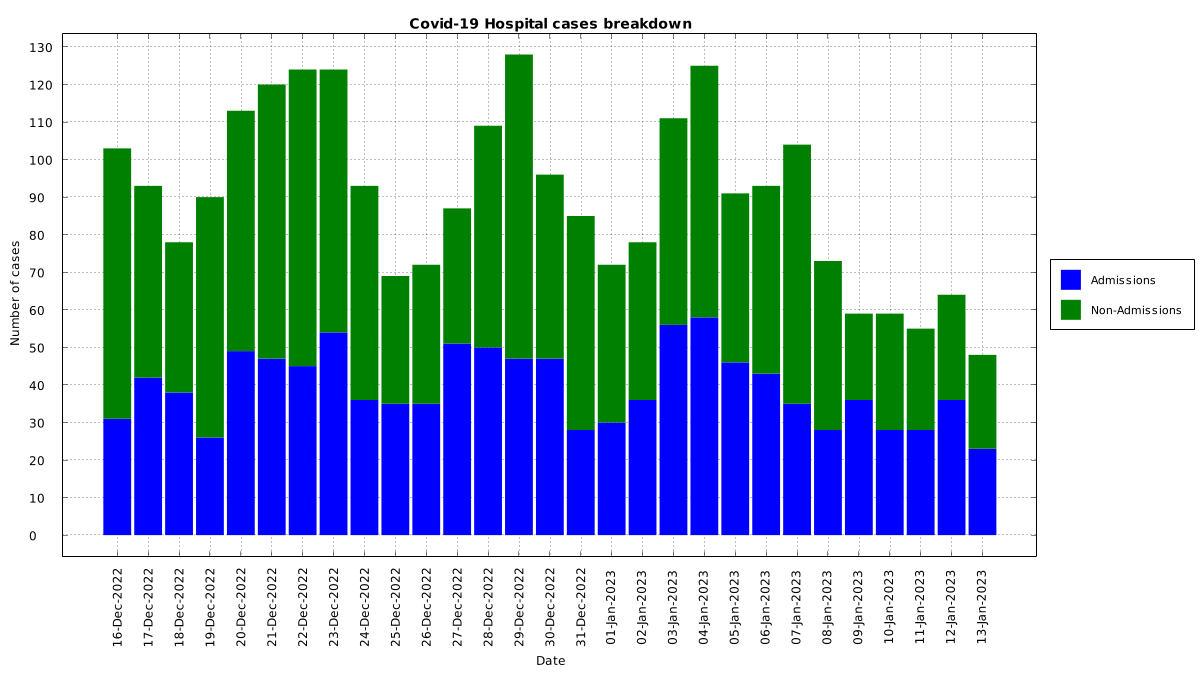 Covid-19 Hospital cases breakdown
130
120
110
100
90
80
70
60
50
40
30
20
10
0
Number of cases
Admissions
Non-Admissions
16-Dec-2022
17-Dec-2022
18-Dec-2022
19-Dec-2022
20-Dec-2022
21-Dec-2022
22-Dec-2022
23-Dec-2022
24-Dec-2022
25-Dec-2022
26-Dec-2022
27-Dec-2022
28-Dec-2022
29-Dec-2022
30-Dec-2022
31-Dec-2022
01-Jan-2023
02-Jan-2023
03-Jan-2023
04-Jan-2023
05-Jan-2023
06-Jan-2023
07-Jan-2023
08-Jan-2023
09-Jan-2023
10-Jan-2023
11-Jan-2023
12-Jan-2023
13-Jan-2023
Date